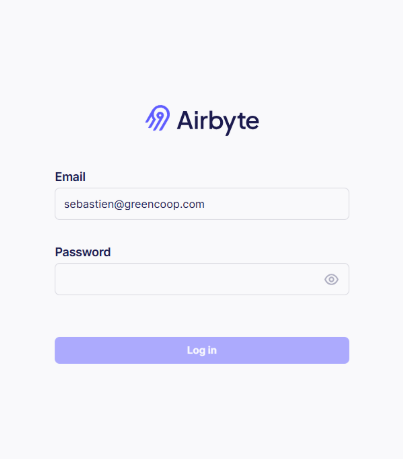 Airbyte
Email
sebastien@greencoop.com
Password
Log in